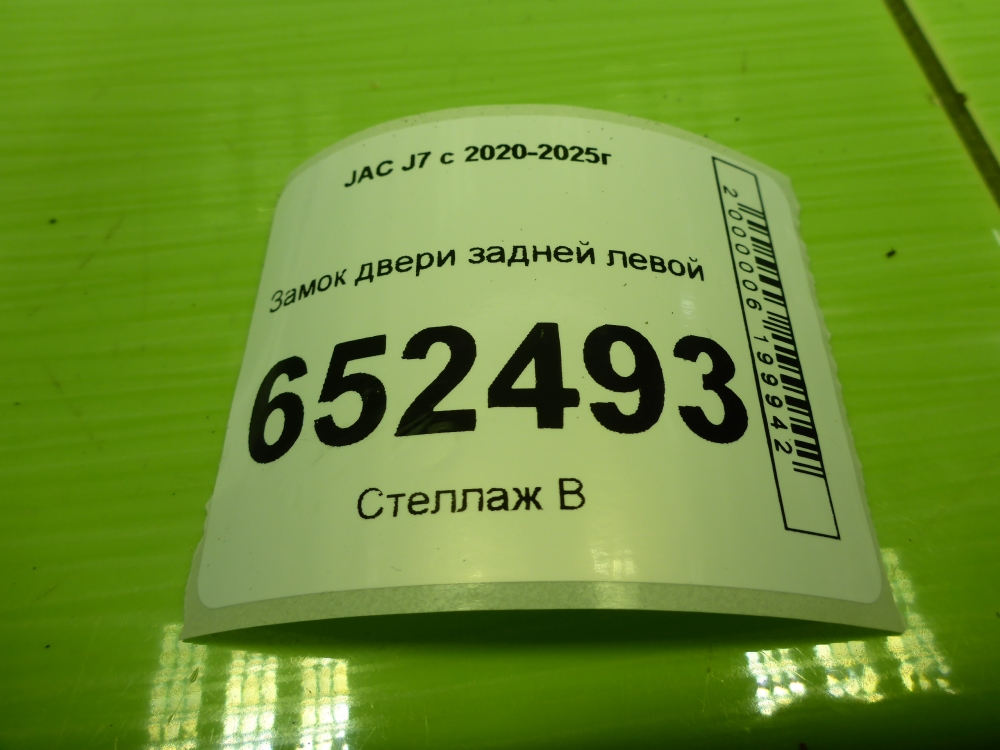 JAC J7 с 2020-2025г
Замок двери задней левой
652493
Стеллаж В
2000006199942